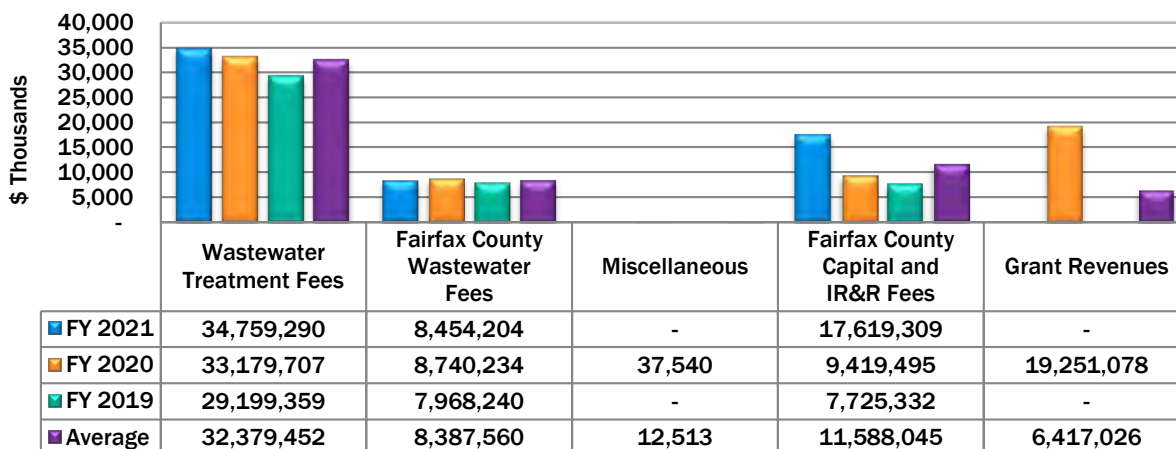 40,000
35,000
30,000
25,000
20,000
15,000
10,000
5,000
-
$ Thousands
Wastewater Treatment Fees
Fairfax County Wastewater Fees
Miscellaneous
Fairfax County Capital and IR&R Fees
Grant Revenues
FY 2021 34,759,290 8,454,204 - 17,619,309 -
FY 2020 33,179,707 8,740,234 37,540 9,419,495 19,251,078
FY 2019 29,199,359 7,968,240 - 7,725,332 -
Average 32,379,452 8,387,560 12,513 11,588,045 6,417,026